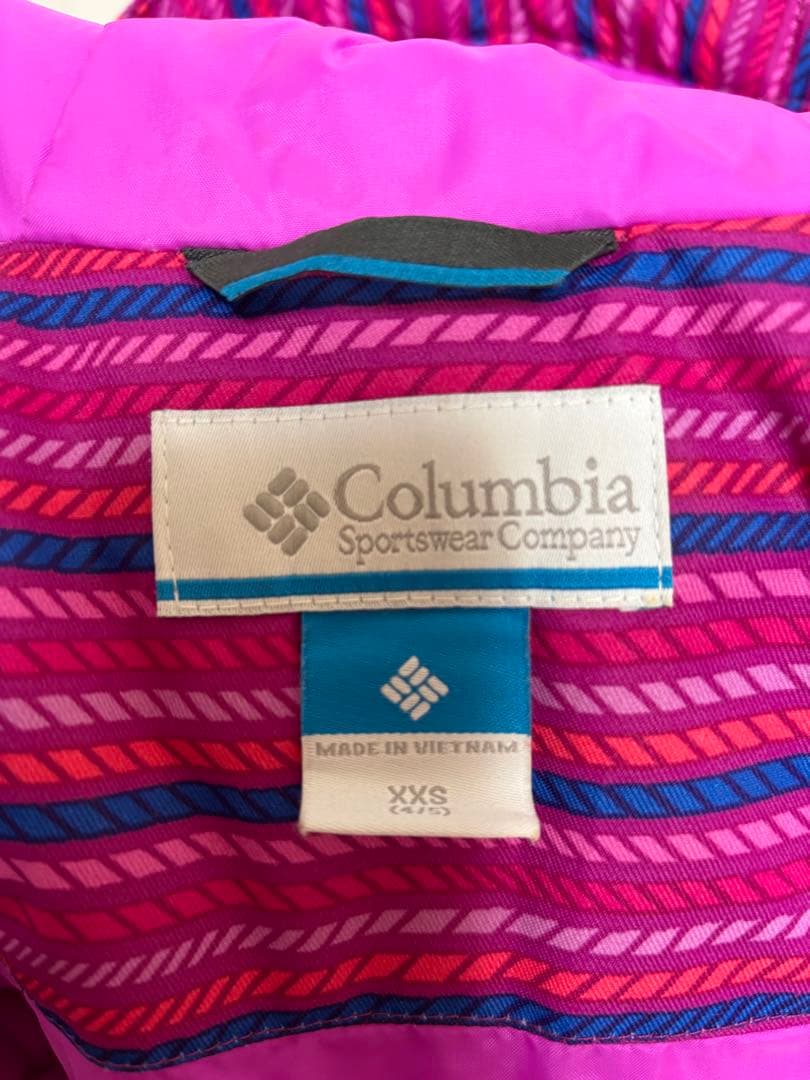 Columbia
Sportswear Company
MADE IN VIETNAM
XXS
(4/5)